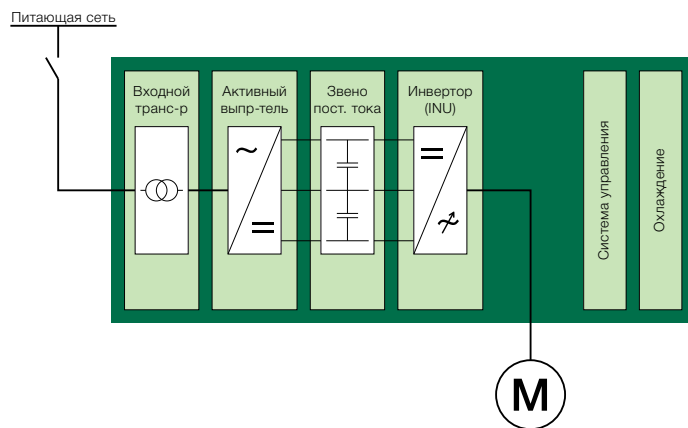 Питающая сеть
Входной
транс-р
Активный
выпр-тель
Звено
пост. тока
Инвертор
(INU)
Система управления
Охлаждение
M